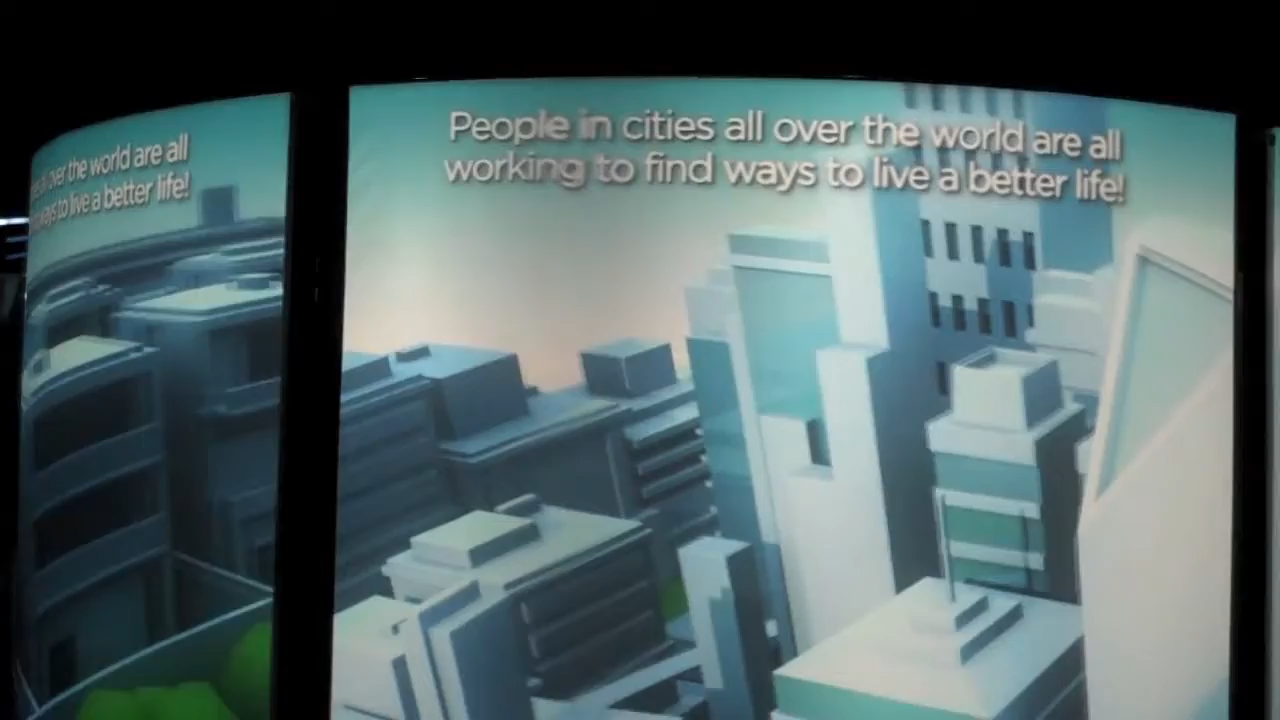 People in cities all over the world are all
working to find ways to live a better life!
over the world are all
ways to live a better life!